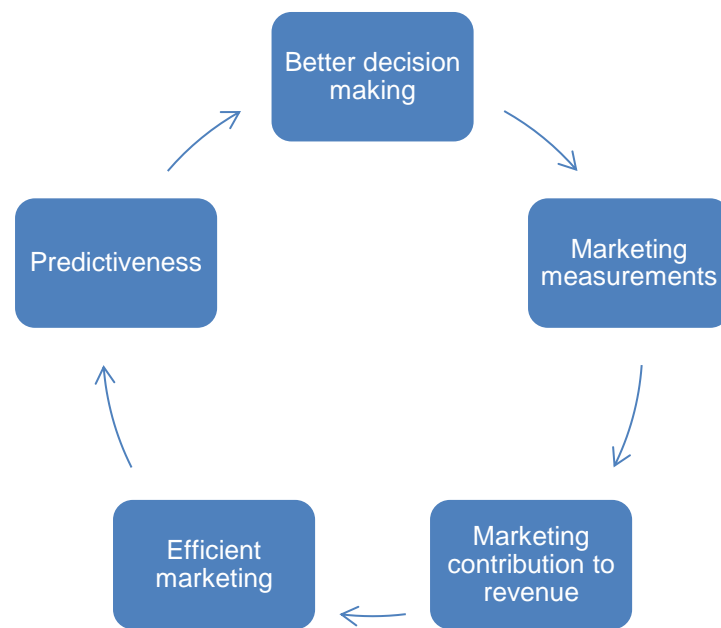 Better decision
making
Marketing
measurements
Marketing
contribution to
revenue
Efficient
marketing
Predictiveness